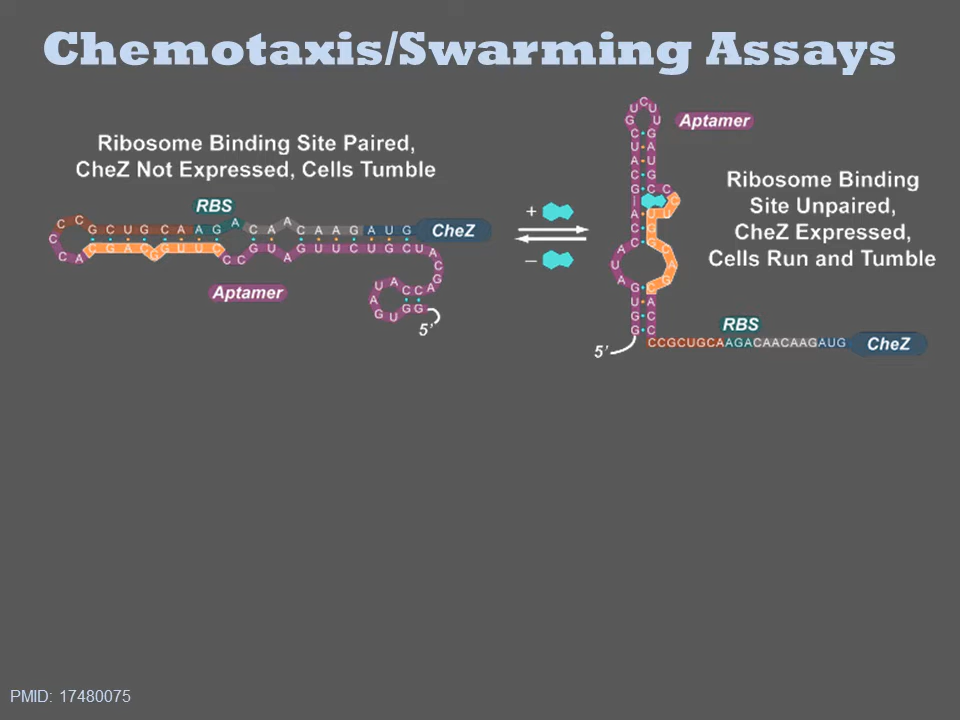 Chemotaxis/Swarming Assays
Ribosome Binding Site Paired,
CheZ Not Expressed, Cells Tumble
RBS
CheZ
Aptamer
5’
+
–
Aptamer
Ribosome Binding
Site Unpaired,
CheZ Expressed,
Cells Run and Tumble
RBS
5’
CCGCUGCAAGACAACAAGAUG
CheZ
PMID: 17480075